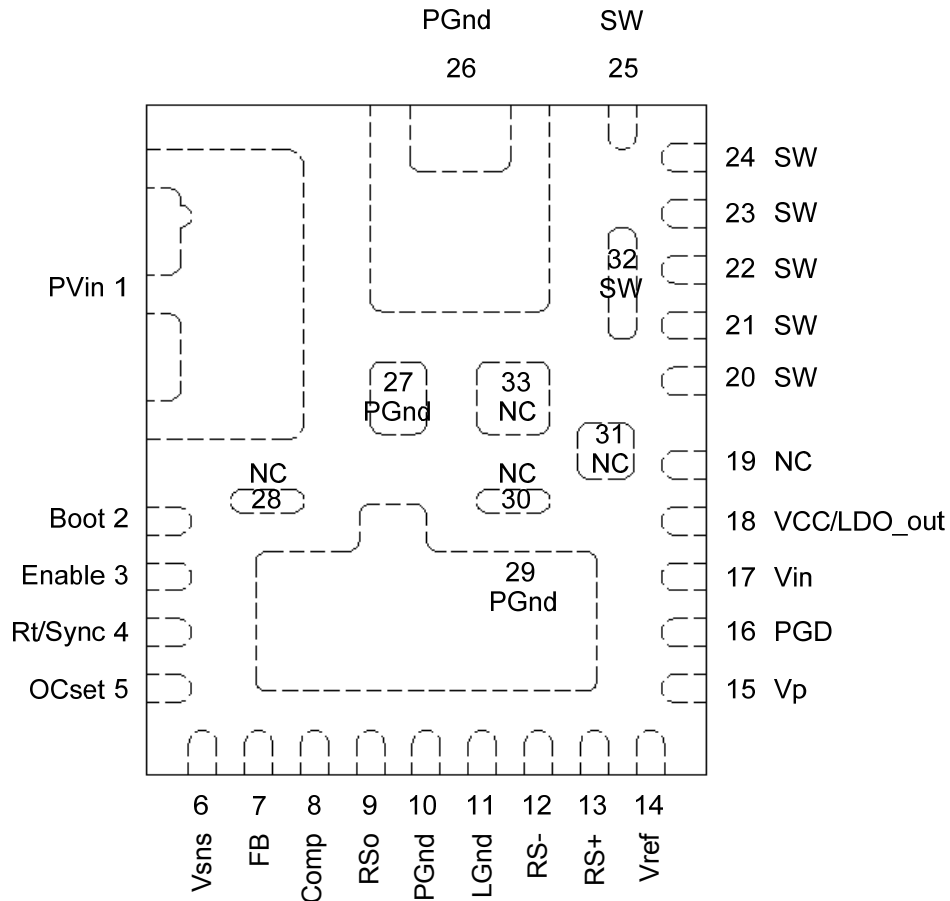 PGnd SW
26 25
24 SW
23 SW
22 SW
21 SW
20 SW
19 NC
18 VCC/LDO_out
17 Vin
16 PGD
15 Vp
32
SW
PVin 1
27
PGnd
33
NC
31
NC
NC
28
NC
30
29
PGnd
Boot 2
Enable 3
Rt/Sync 4
OCset 5
6 7 8 9 10 11 12 13 14
Vsns FB Comp RSo PGnd LGnd RS- RS+ Vref